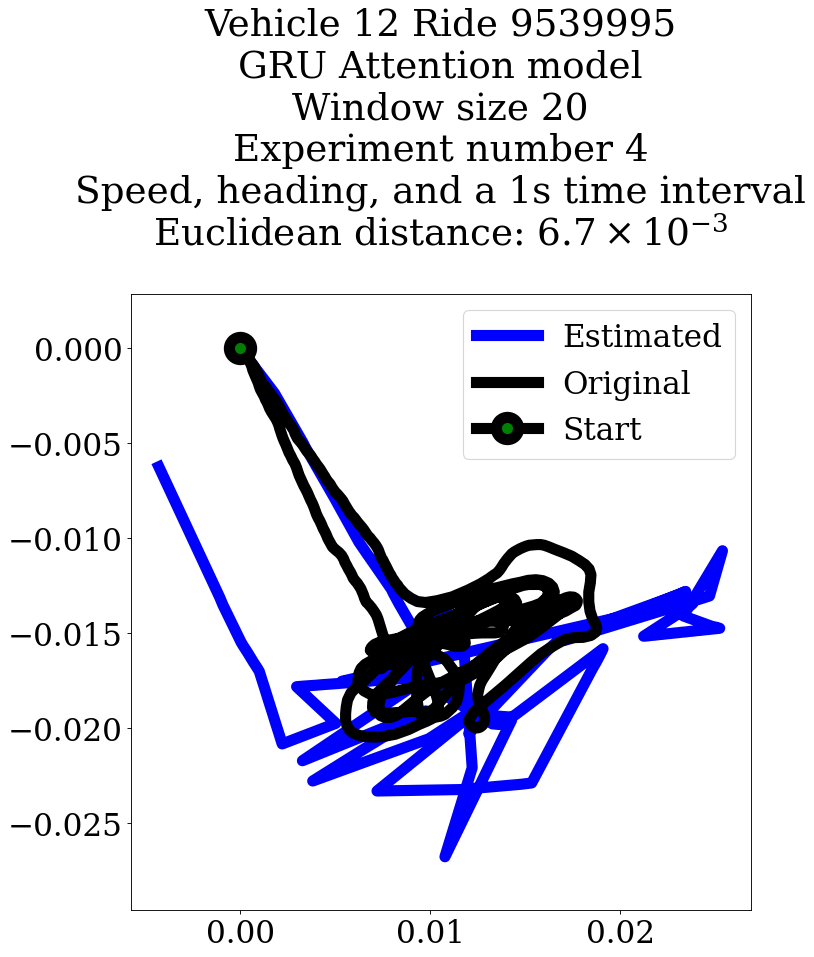 Vehicle 12 Ride 9539995
GRU Attention model
Window size 20
Experiment number 4
Speed, heading, and a 1s time interval
Euclidean distance: 6.7 × 10⁻³
Estimated
Original
Start
0.000
−0.005
−0.010
−0.015
−0.020
−0.025
0.00 0.01 0.02